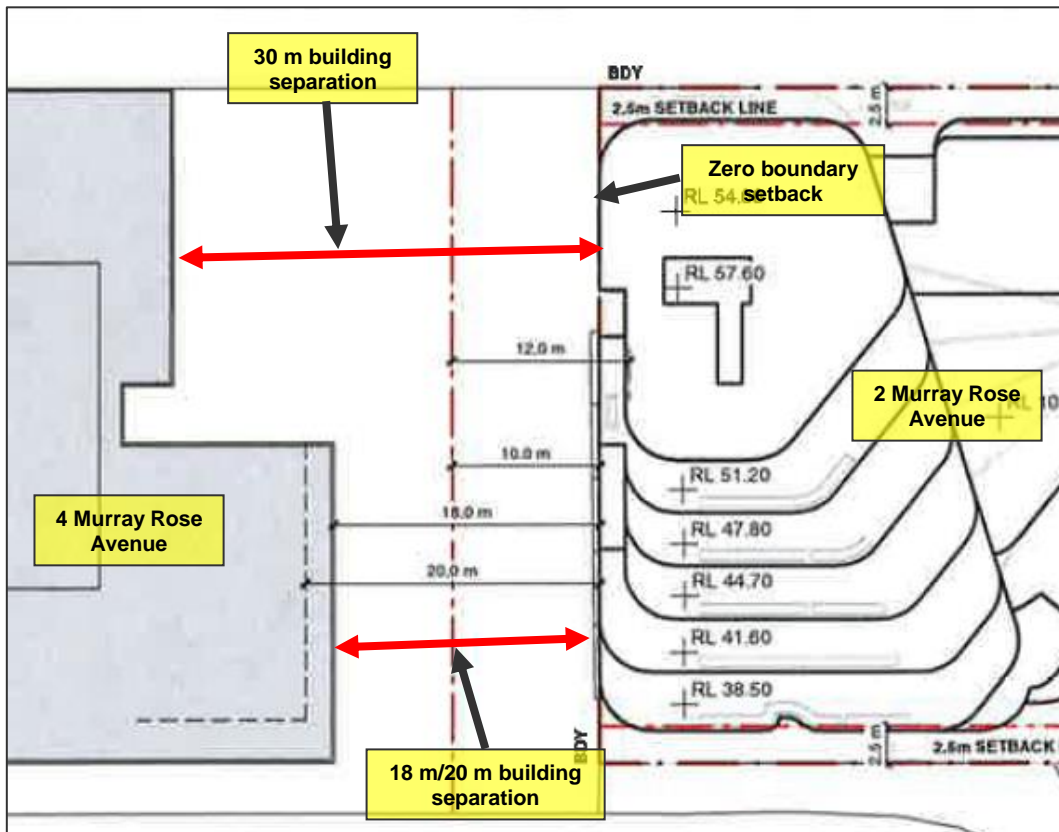 30 m building
separation
BDY
2.5m SETBACK LINE
2.5 m
Zero boundary
setback
RL 57.60
12.0 m
2 Murray Rose
Avenue
RL
10.0 m
RL 51.20
4 Murray Rose
Avenue
18.0 m
RL 47.80
20.0 m
RL 44.70
RL 41.60
RL 38.50
BDY
2.5 m
2.5m SETBACK
18 m/20 m building
separation